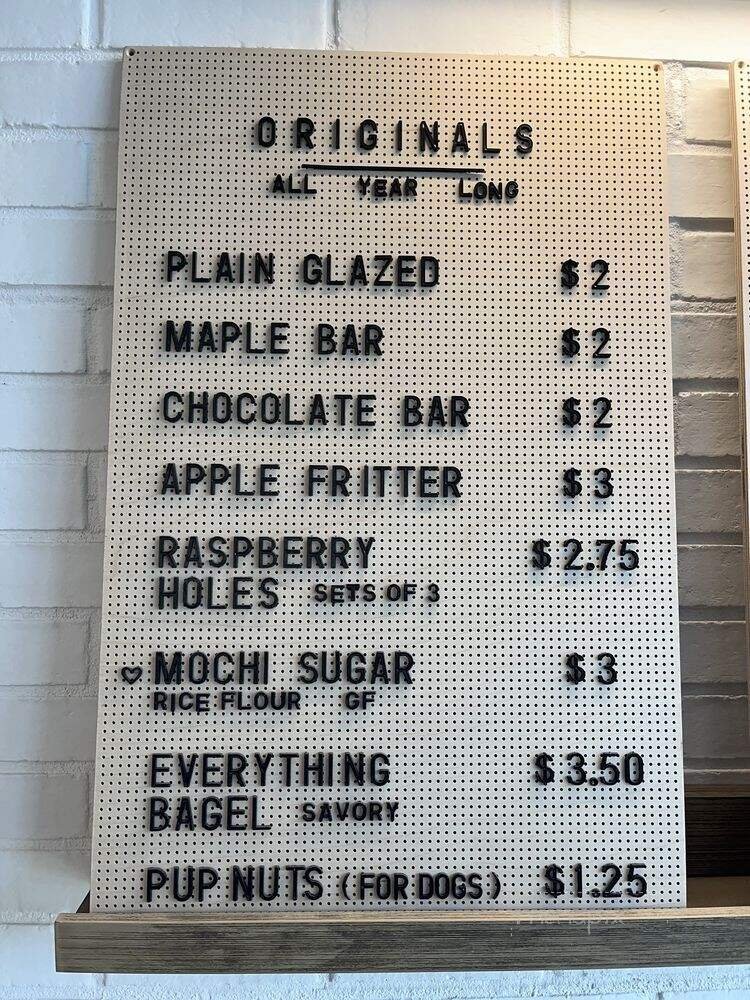 ORIGINALS
ALL YEAR LONG
PLAIN GLAZED $2
MAPLE BAR $2
CHOCOLATE BAR $2
APPLE FRITTER $3
RASPBERRY $2.75
HOLES SETS OF 3
♡ MOCHI SUGAR $3
RICE FLOUR GF
EVERYTHING $3.50
BAGEL SAVORY
PUP NUTS (FOR DOGS) $1.25